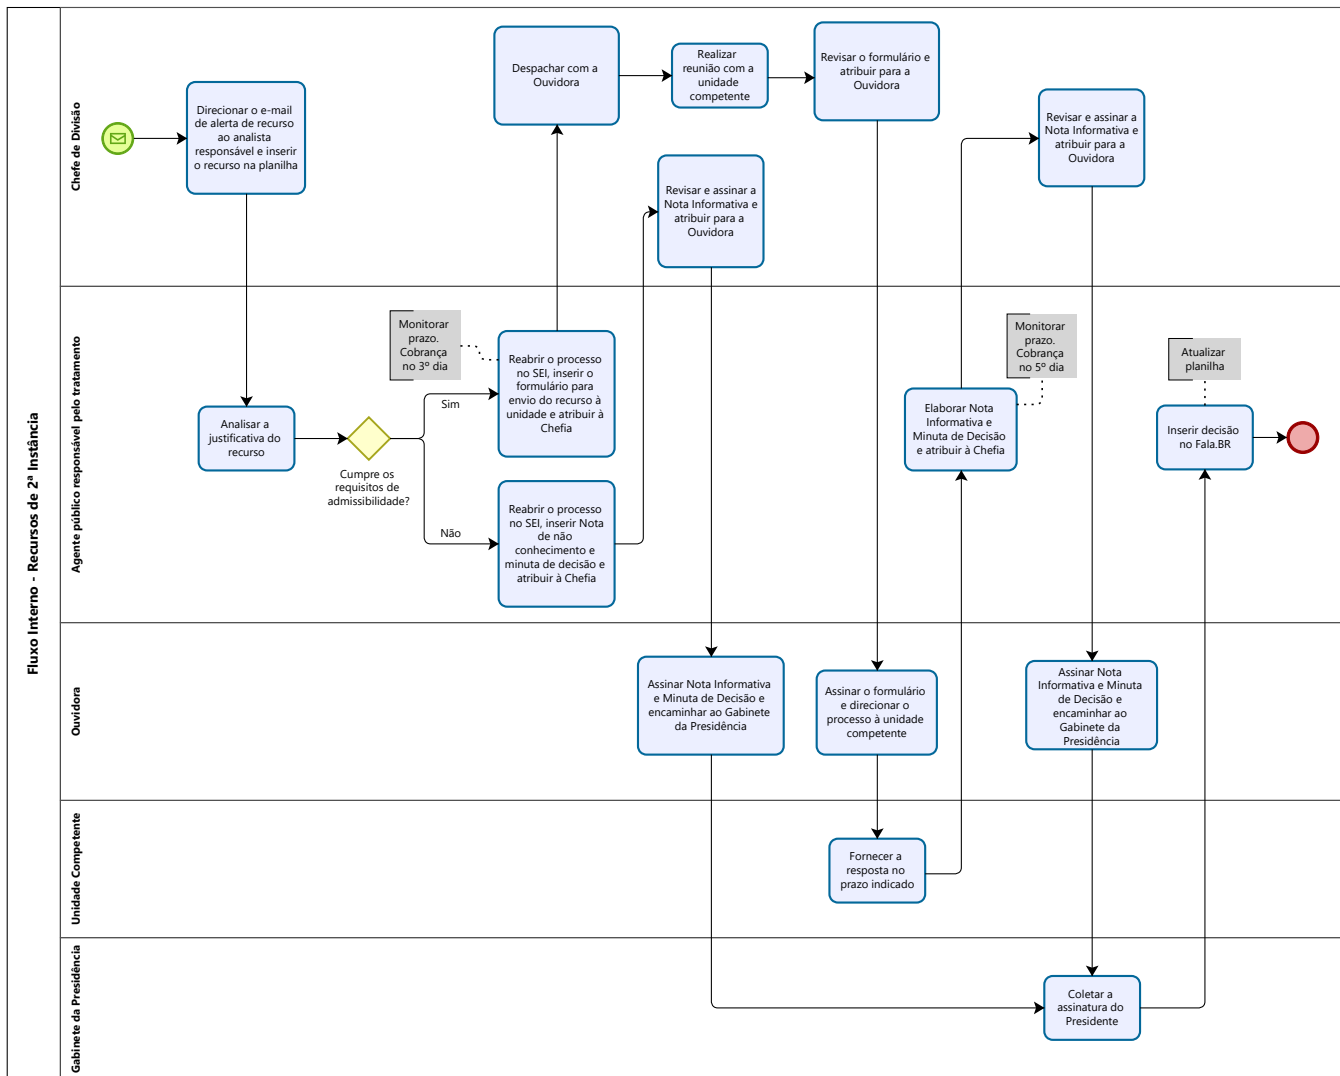 Fluxo Interno - Recursos de 2ª Instância
Chefe de Divisão
Direcionar o e-mail
de alerta de recurso
ao analista
responsável e inserir
o recurso na planilha
Despachar com a
Ouvidora
Realizar
reunião com a
unidade
competente
Revisar o formulário e
atribuir para a
Ouvidora
Revisar e assinar a
Nota Informativa e
atribuir para a
Ouvidora
Revisar e assinar a
Nota Informativa e
atribuir para a
Ouvidora
Agente público responsável pelo tratamento
Analisar a
justificativa do
recurso
Cumpre os
requisitos de
admissibilidade?
Sim
Não
Monitorar
prazo.
Cobrança
no 3º dia
Reabrir o processo
no SEI, inserir o
formulário para
envio do recurso à
unidade e atribuir à
Chefia
Reabrir o processo
no SEI, inserir Nota
de não
conhecimento e
minuta de decisão e
atribuir à Chefia
Elaborar Nota
Informativa e
Minuta de Decisão
e atribuir à Chefia
Monitorar
prazo.
Cobrança
no 5º dia
Atualizar
planilha
Inserir decisão
no Fala.BR
Ouvidora
Assinar Nota Informativa
e Minuta de Decisão e
encaminhar ao Gabinete
da Presidência
Assinar o formulário
e direcionar o
processo à unidade
competente
Assinar Nota
Informativa e Minuta
de Decisão e
encaminhar ao
Gabinete da
Presidência
Unidade Competente
Fornecer a
resposta no
prazo indicado
Gabinete da Presidência
Coletar a
assinatura do
Presidente